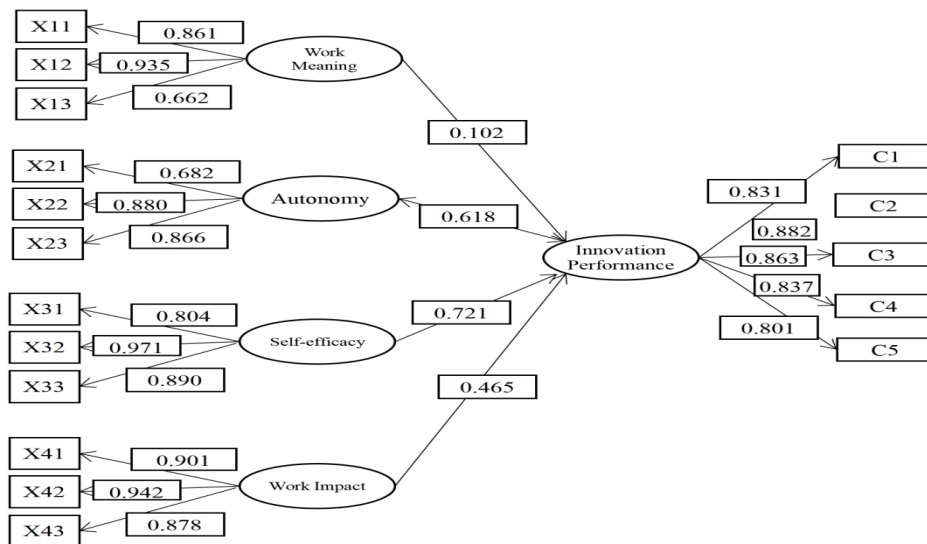 X11
0.861
X12
0.935
X13
0.662
Work
Meaning
0.102
X21
0.682
X22
0.880
X23
0.866
Autonomy
0.618
X31
0.804
X32
0.971
X33
0.890
Self-efficacy
0.721
X41
0.901
X42
0.942
X43
0.878
Work Impact
0.465
Innovation
Performance
0.831
C1
0.882
C2
0.863
C3
0.837
C4
0.801
C5